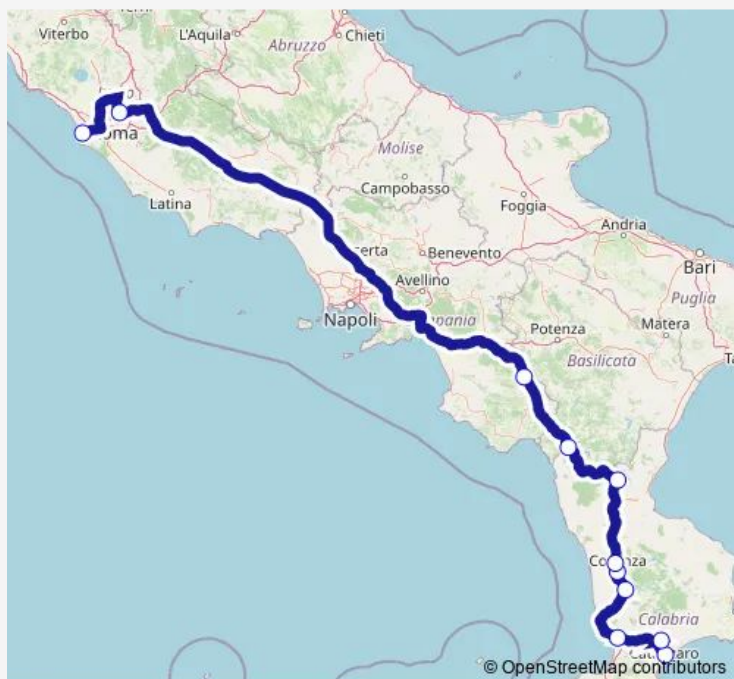 Viterbo
L'Aquila
Chieti
Abruzzo
Latina
Molise
Campobasso
Foggia
Andria
Bari
Benevento
Avellino
Napoli
Potenza
Puglia
Matera
Basilicata
Calabria
© OpenStreetMap contributors